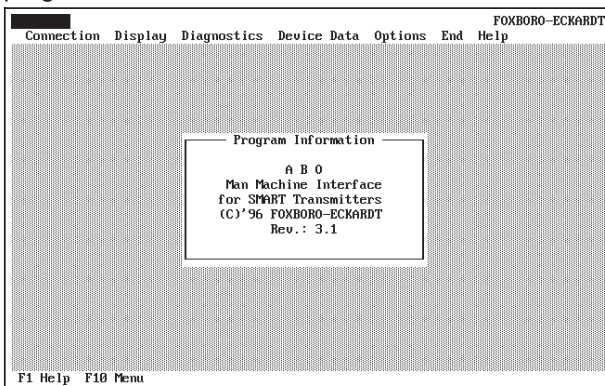 FOXBORO-ECKARDT
Connection Display Diagnostics Device Data Options End Help
Program Information
A B O
Man Machine Interface
for SMART Transmitters
(C)'96 FOXBORO-ECKARDT
Rev.: 3.1
F1 Help F10 Menu